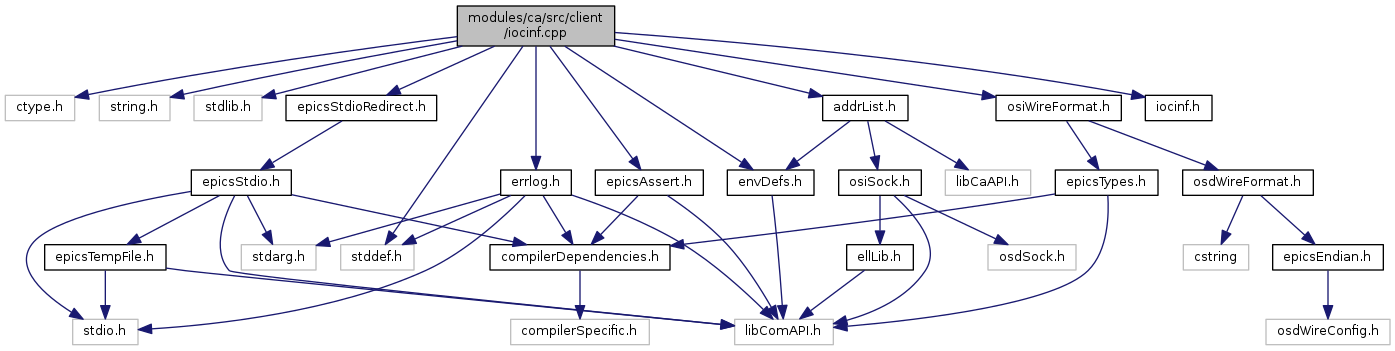 modules/ca/src/client
/iocinf.cpp
ctype.h
string.h
stdlib.h
epicsStdioRedirect.h
addrList.h
osiWireFormat.h
iocinf.h
epicsStdio.h
errlog.h
epicsAssert.h
envDefs.h
osiSock.h
libCaAPI.h
epicsTypes.h
osdWireFormat.h
epicsTempFile.h
stdarg.h
stddef.h
compilerDependencies.h
ellLib.h
osdSock.h
cstring
epicsEndian.h
stdio.h
compilerSpecific.h
libComAPI.h
osdWireConfig.h